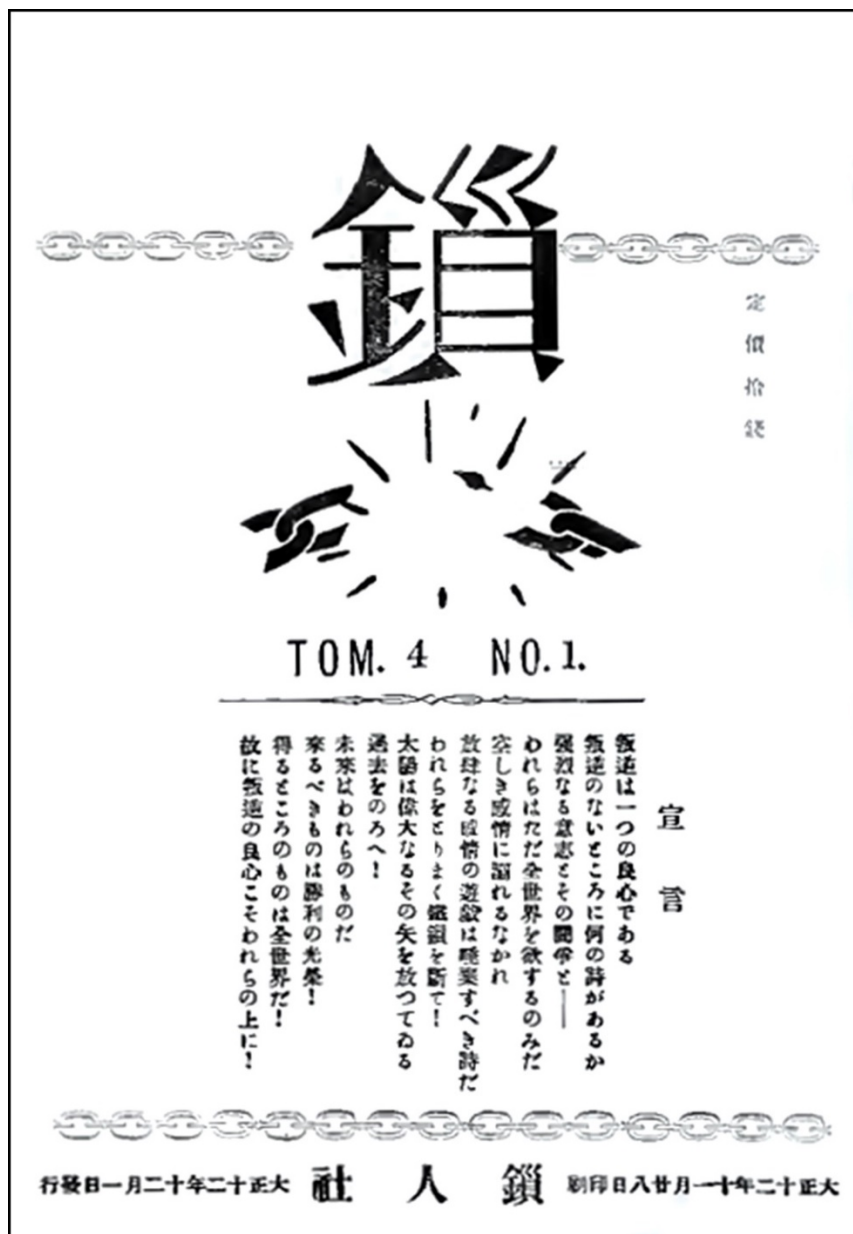 鎖
定價拾錢
TOM. 4 NO. 1.
宣言
叛逆は一つの良心である
叛逆のないところに何の詩があるか
强烈なる意志とその鬪爭と——
われらはただ全世界を欲するのみだ
空しき感情に溺れるなかれ
放肆なる感情の遊戲は唾棄すべき詩だ
われらをとりまく鐵鎖を斷て！
太陽は偉大なるその矢を放つてゐる
過去をのろへ！
未來はわれらのものだ
來るべきものは勝利の光榮！
得るところのものは全世界だ！
故に叛逆の良心こそわれらの上に！
大正十二年十一月廿八日印刷
鎖人社
大正十二年十二月一日發行